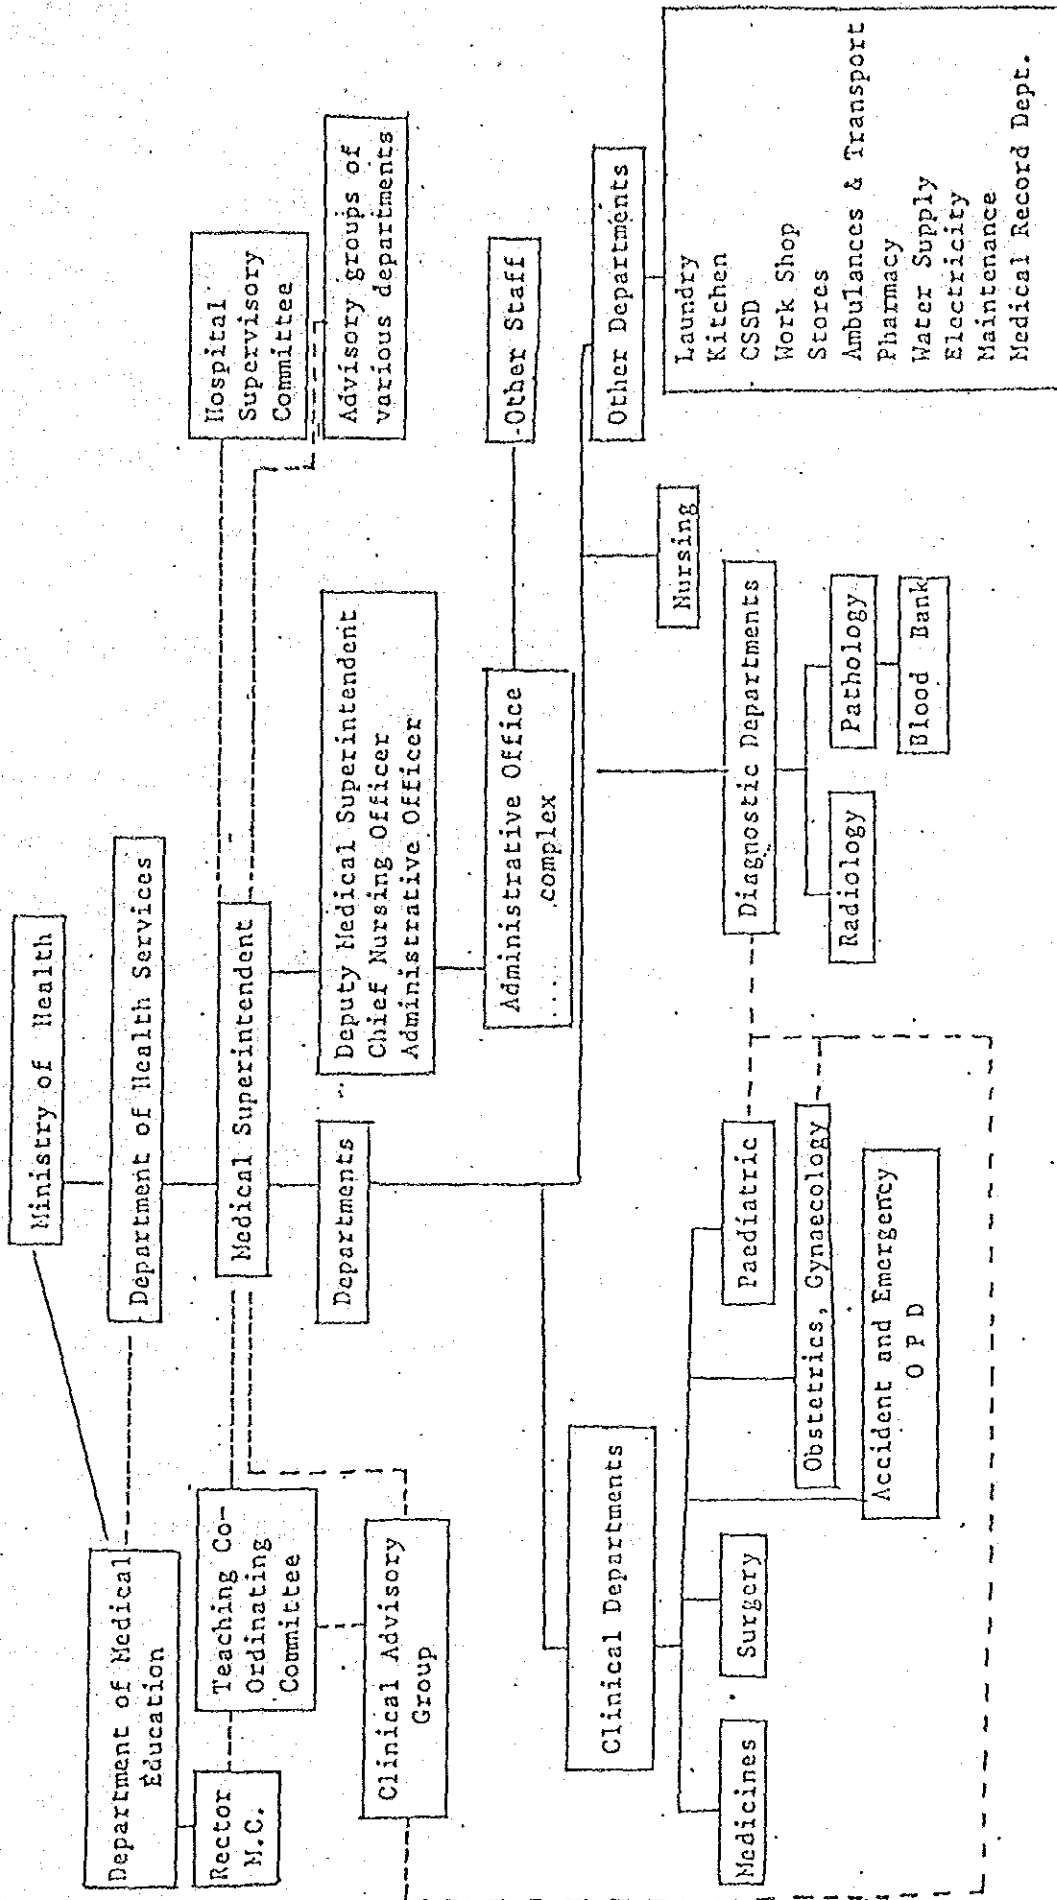 Ministry of Health
Department of Health Services
Department of Medical
Education
Rector
M.C.
Teaching Co-
Ordinating
Committee
Clinical Advisory
Group
Medical Superintendent
Hospital
Supervisory
Committee
Advisory groups of
various departments
Departments
Deputy Medical Superintendent
Chief Nursing Officer
Administrative Officer
Administrative Office
complex
Other Staff
Clinical Departments
Medicines
Surgery
Paediatric
Obstetrics, Gynaecology
Accident and Emergency
O P D
Diagnostic Departments
Radiology
Pathology
Blood Bank
Nursing
Other Departments
Laundry
Kitchen
CSSD
Work Shop
Stores
Ambulances & Transport
Pharmacy
Water Supply
Electricity
Maintenance
Medical Record Dept.